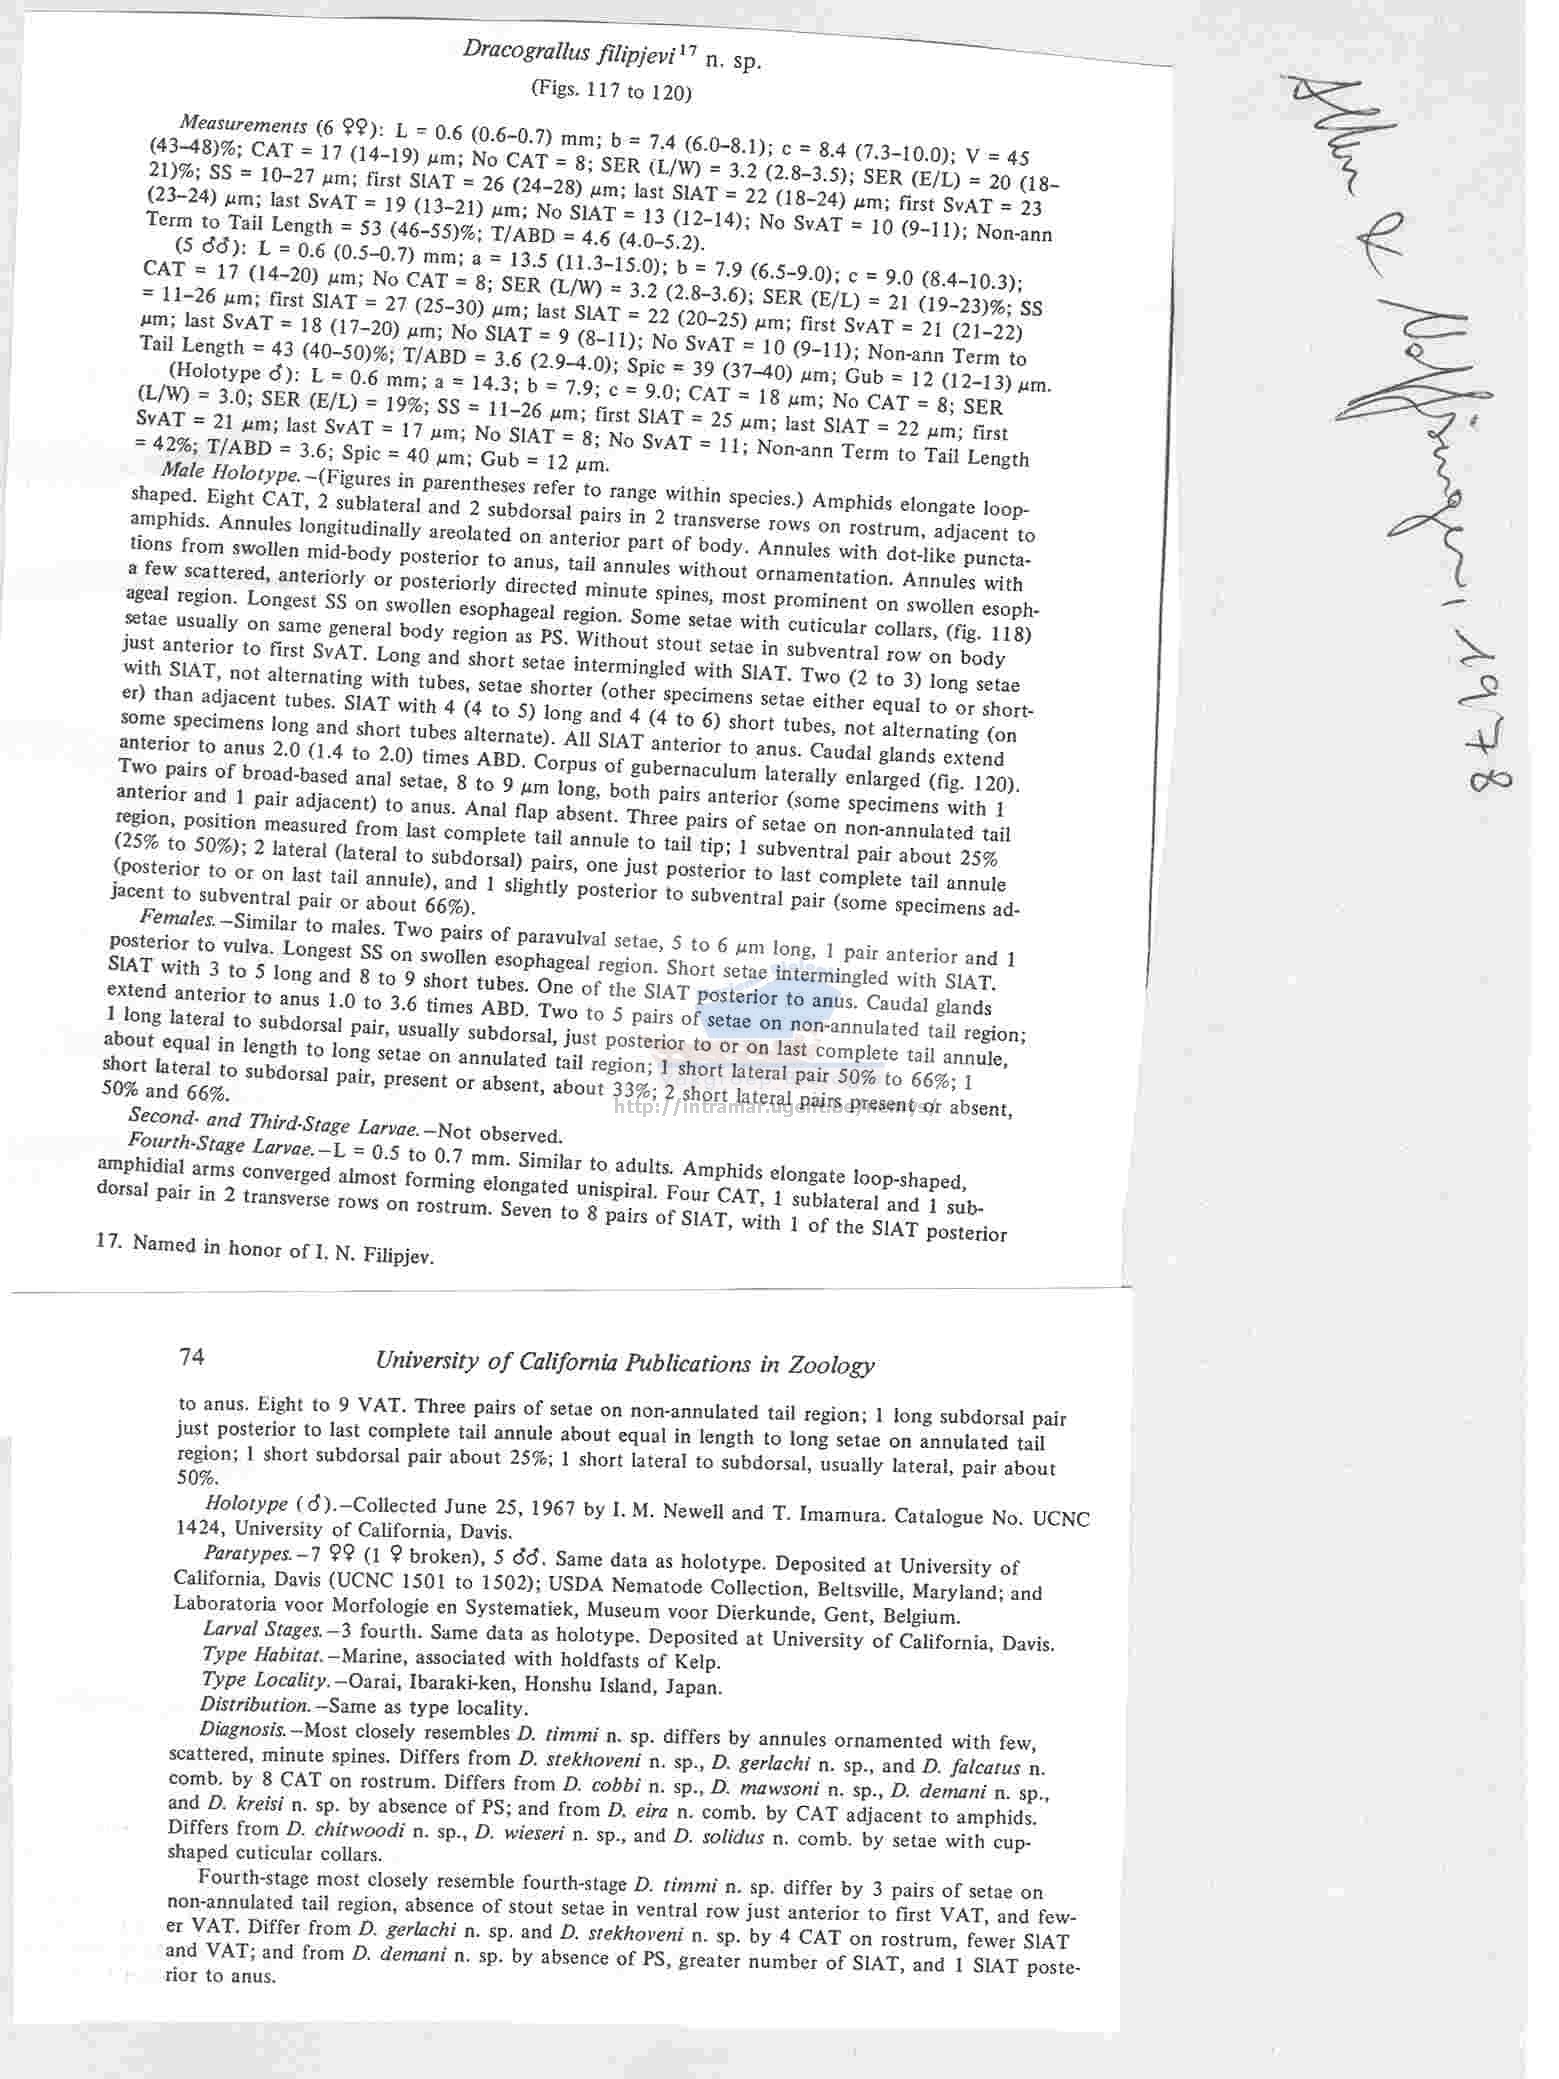 Dracograllus filipjevi17 n. sp.
(Figs. 117 to 120)
Measurements (6 ♀♀): L = 0.6 (0.6–0.7) mm; b = 7.4 (6.0–8.1); c = 8.4 (7.3–10.0); V = 45
(43–48)%; CAT = 17 (14–19) μm; No CAT = 8; SER (L/W) = 3.2 (2.8–3.5); SER (E/L) = 20 (18–
21)%; SS = 10–27 μm; first SlAT = 26 (24–28) μm; last SlAT = 22 (18–24) μm; first SvAT = 23
(23–24) μm; last SvAT = 19 (13–21) μm; No SlAT = 13 (12–14); No SvAT = 10 (9–11); Non-ann
Term to Tail Length = 53 (46–55)%; T/ABD = 4.6 (4.0–5.2).
(5 ♂♂): L = 0.6 (0.5–0.7) mm; a = 13.5 (11.3–15.0); b = 7.9 (6.5–9.0); c = 9.0 (8.4–10.3);
CAT = 17 (14–20) μm; No CAT = 8; SER (L/W) = 3.2 (2.8–3.6); SER (E/L) = 21 (19–23)%; SS
= 11–26 μm; first SlAT = 27 (25–30) μm; last SlAT = 22 (20–25) μm; first SvAT = 21 (21–22)
μm; last SvAT = 18 (17–20) μm; No SlAT = 9 (8–11); No SvAT = 10 (9–11); Non-ann Term to
Tail Length = 43 (40–50)%; T/ABD = 3.6 (2.9–4.0); Spic = 39 (37–40) μm; Gub = 12 (12–13) μm.
(Holotype ♂): L = 0.6 mm; a = 14.3; b = 7.9; c = 9.0; CAT = 18 μm; No CAT = 8; SER
(L/W) = 3.0; SER (E/L) = 19%; SS = 11–26 μm; first SlAT = 25 μm; last SlAT = 22 μm; first
SvAT = 21 μm; last SvAT = 17 μm; No SlAT = 8; No SvAT = 11; Non-ann Term to Tail Length
= 42%; T/ABD = 3.6; Spic = 40 μm; Gub = 12 μm.
Male Holotype.—(Figures in parentheses refer to range within species.) Amphids elongate loop-
shaped. Eight CAT, 2 sublateral and 2 subdorsal pairs in 2 transverse rows on rostrum, adjacent to
amphids. Annules longitudinally areolated on anterior part of body. Annules with dot-like puncta-
tions from swollen mid-body posterior to anus, tail annules without ornamentation. Annules with
a few scattered, anteriorly or posteriorly directed minute spines, most prominent on swollen esoph-
ageal region. Longest SS on swollen esophageal region. Some setae with cuticular collars, (fig. 118)
setae usually on same general body region as PS. Without stout setae in subventral row on body
just anterior to first SvAT. Long and short setae intermingled with SlAT. Two (2 to 3) long setae
with SlAT, not alternating with tubes, setae shorter (other specimens setae either equal to or short-
er) than adjacent tubes. SlAT with 4 (4 to 5) long and 4 (4 to 6) short tubes, not alternating (on
some specimens long and short tubes alternate). All SlAT anterior to anus. Caudal glands extend
anterior to anus 2.0 (1.4 to 2.0) times ABD. Corpus of gubernaculum laterally enlarged (fig. 120).
Two pairs of broad-based anal setae, 8 to 9 μm long, both pairs anterior (some specimens with 1
anterior and 1 pair adjacent) to anus. Anal flap absent. Three pairs of setae on non-annulated tail
region, position measured from last complete tail annule to tail tip; 1 subventral pair about 25%
(25% to 50%); 2 lateral (lateral to subdorsal) pairs, one just posterior to last complete tail annule
(posterior to or on last tail annule), and 1 slightly posterior to subventral pair (some specimens ad-
jacent to subventral pair or about 66%).
Females.—Similar to males. Two pairs of paravulval setae, 5 to 6 μm long, 1 pair anterior and 1
posterior to vulva. Longest SS on swollen esophageal region. Short setae intermingled with SlAT.
SlAT with 3 to 5 long and 8 to 9 short tubes. One of the SlAT posterior to anus. Caudal glands
extend anterior to anus 1.0 to 3.6 times ABD. Two to 5 pairs of setae on non-annulated tail region;
1 long lateral to subdorsal pair, usually subdorsal, just posterior to or on last complete tail annule,
about equal in length to long setae on annulated tail region; 1 short lateral pair 50% to 66%; 1
short lateral to subdorsal pair, present or absent, about 33%; 2 short lateral pairs present or absent,
50% and 66%.
Second- and Third-Stage Larvae.—Not observed.
Fourth-Stage Larvae.—L = 0.5 to 0.7 mm. Similar to adults. Amphids elongate loop-shaped,
amphidial arms converged almost forming elongated unispiral. Four CAT, 1 sublateral and 1 sub-
dorsal pair in 2 transverse rows on rostrum. Seven to 8 pairs of SlAT, with 1 of the SlAT posterior
17. Named in honor of I. N. Filipjev.
74 University of California Publications in Zoology
to anus. Eight to 9 VAT. Three pairs of setae on non-annulated tail region; 1 long subdorsal pair
just posterior to last complete tail annule about equal in length to long setae on annulated tail
region; 1 short subdorsal pair about 25%; 1 short lateral to subdorsal, usually lateral, pair about
50%.
Holotype (♂).—Collected June 25, 1967 by I. M. Newell and T. Imamura. Catalogue No. UCNC
1424, University of California, Davis.
Paratypes.—7 ♀♀ (1 ♀ broken), 5 ♂♂. Same data as holotype. Deposited at University of
California, Davis (UCNC 1501 to 1502); USDA Nematode Collection, Beltsville, Maryland; and
Laboratoria voor Morfologie en Systematiek, Museum voor Dierkunde, Gent, Belgium.
Larval Stages.—3 fourth. Same data as holotype. Deposited at University of California, Davis.
Type Habitat.—Marine, associated with holdfasts of Kelp.
Type Locality.—Oarai, Ibaraki-ken, Honshu Island, Japan.
Distribution.—Same as type locality.
Diagnosis.—Most closely resembles D. timmi n. sp. differs by annules ornamented with few,
scattered, minute spines. Differs from D. stekhoveni n. sp., D. gerlachi n. sp., and D. falcatus n.
comb. by 8 CAT on rostrum. Differs from D. cobbi n. sp., D. mawsoni n. sp., D. demani n. sp.,
and D. kreisi n. sp. by absence of PS; and from D. eira n. comb. by CAT adjacent to amphids.
Differs from D. chitwoodi n. sp., D. wieseri n. sp., and D. solidus n. comb. by setae with cup-
shaped cuticular collars.
Fourth-stage most closely resemble fourth-stage D. timmi n. sp. differ by 3 pairs of setae on
non-annulated tail region, absence of stout setae in ventral row just anterior to first VAT, and few-
er VAT. Differ from D. gerlachi n. sp. and D. stekhoveni n. sp. by 4 CAT on rostrum, fewer SlAT
and VAT; and from D. demani n. sp. by absence of PS, greater number of SlAT, and 1 SlAT poste-
rior to anus.
Allen & Noffsinger, 1978